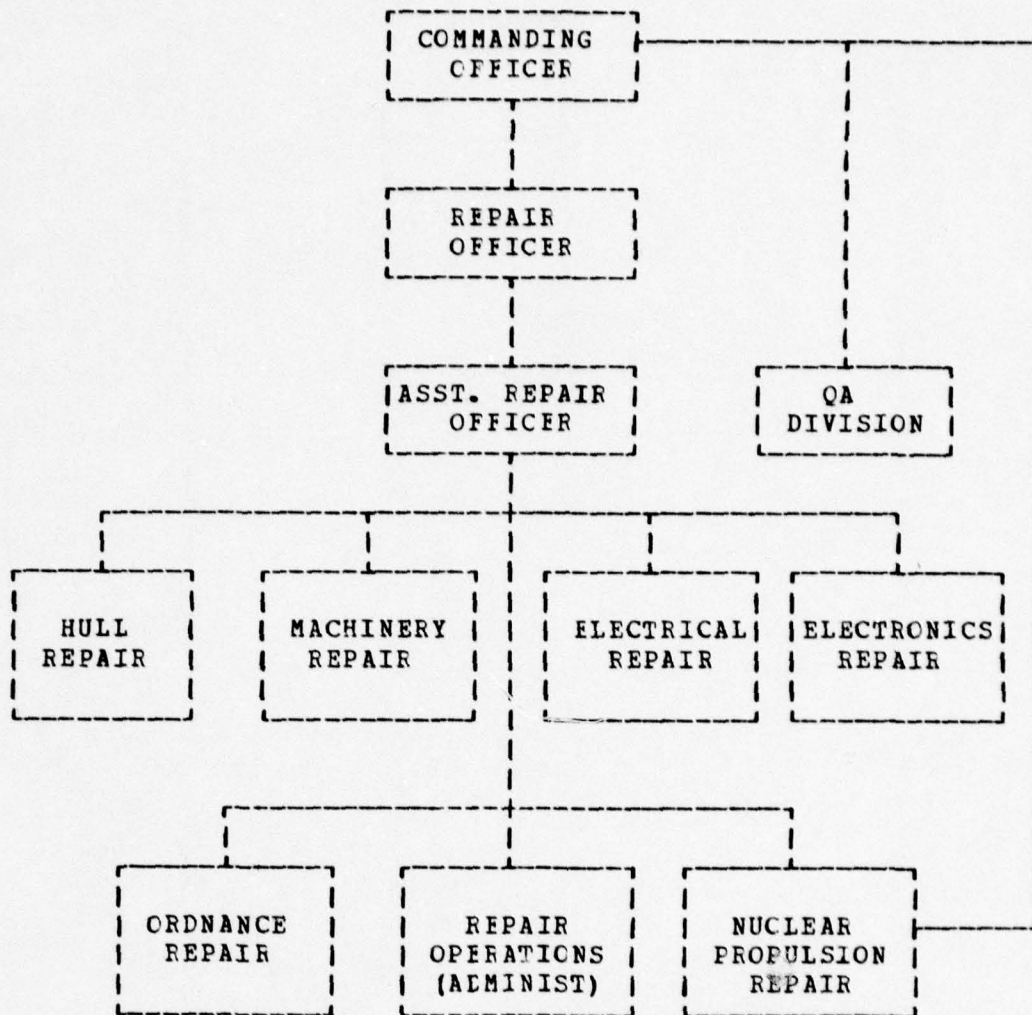 COMMANDING
OFFICER
REPAIR
OFFICER
ASST. REPAIR
OFFICER
QA
DIVISION
HULL
REPAIR
MACHINERY
REPAIR
ELECTRICAL
REPAIR
ELECTRONICS
REPAIR
ORDNANCE
REPAIR
REPAIR
OPERATIONS
(ADMINIST)
NUCLEAR
PROPULSION
REPAIR